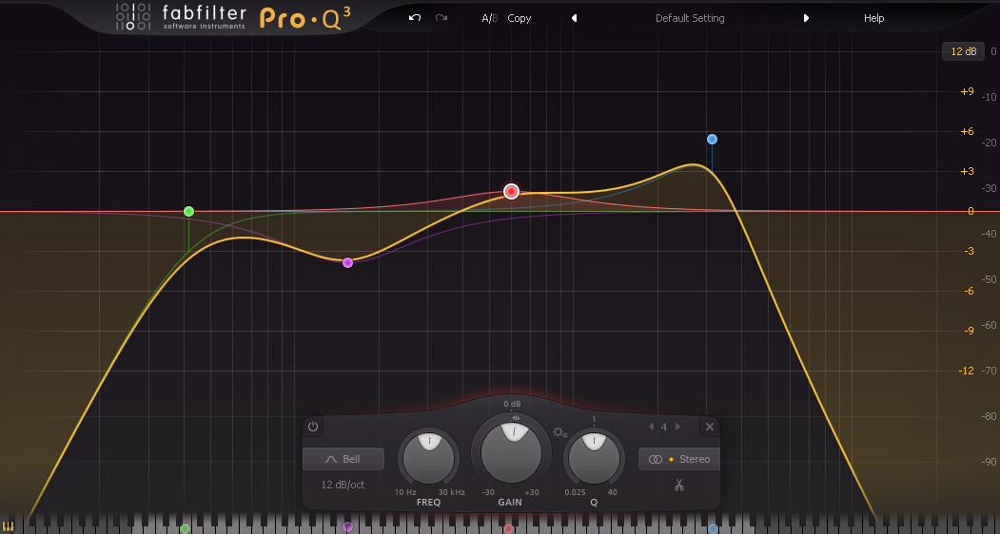 fabfilter
software instruments
Pro·Q³
A/B Copy
Default Setting
Help
12 dB
0
+9
-10
+6
-20
+3
-30
0
-40
-3
-50
-6
-60
-9
-70
-12
-80
-90
0 dB
1
4
Bell
Stereo
12 dB/oct
10 Hz
30 kHz
-30
+30
0.025
40
FREQ
GAIN
Q